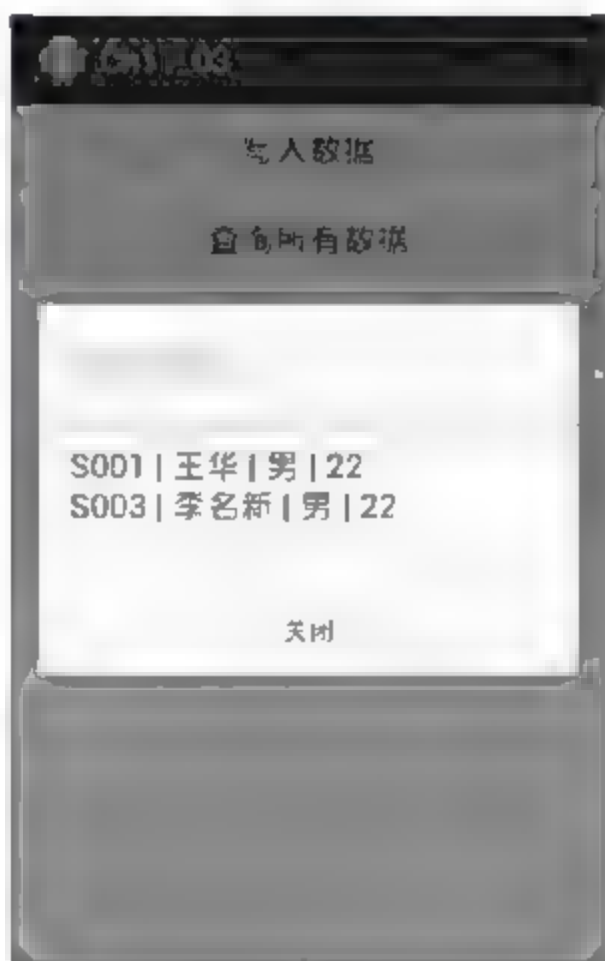 写入数据
查询所有数据
S001 | 王华 | 男 | 22
S003 | 李名新 | 男 | 22
关闭